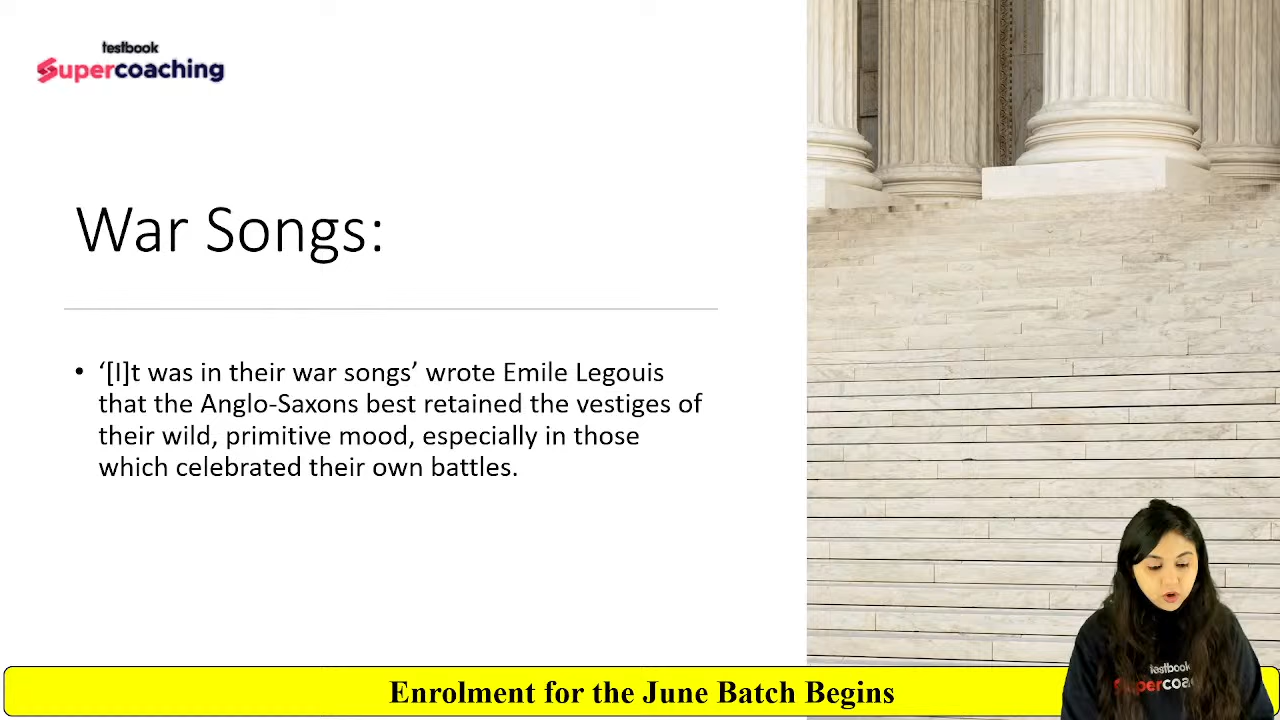 testbook
Supercoaching
War Songs:
• ‘[I]t was in their war songs’ wrote Emile Legouis
that the Anglo-Saxons best retained the vestiges of
their wild, primitive mood, especially in those
which celebrated their own battles.
testbook
Enrolment for the June Batch Begins